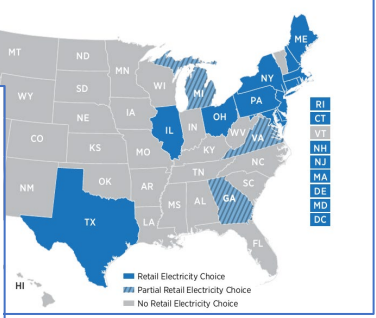 ME
MT
ND
MN
WI
SD
MI
NY
WY
IA
PA
NE
IL
IN
OH
CO
WV
VA
KS
MO
KY
NC
TN
OK
NM
AR
SC
MS
AL
GA
TX
LA
FL
HI
RI
CT
VT
NH
NJ
MA
DE
MD
DC
Retail Electricity Choice
Partial Retail Electricity Choice
No Retail Electricity Choice